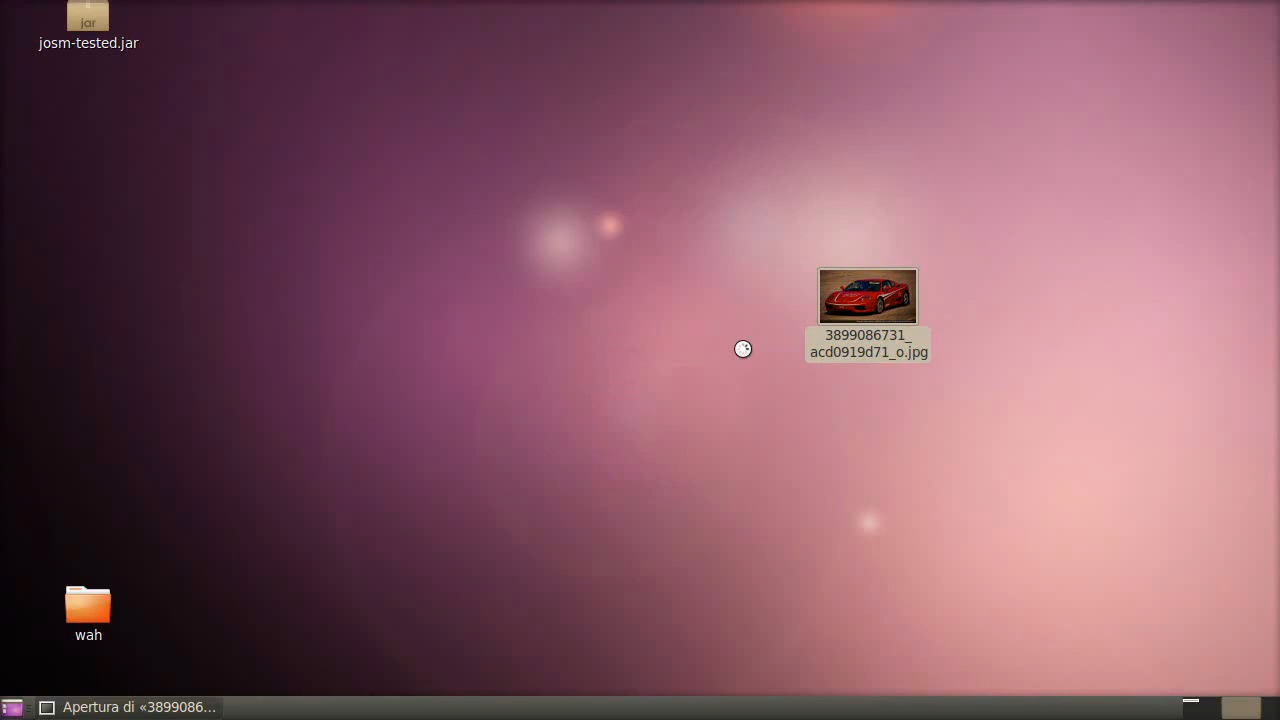 jar
josm-tested.jar
3899086731_
acd0919d71_o.jpg
wah
Apertura di «3899086...